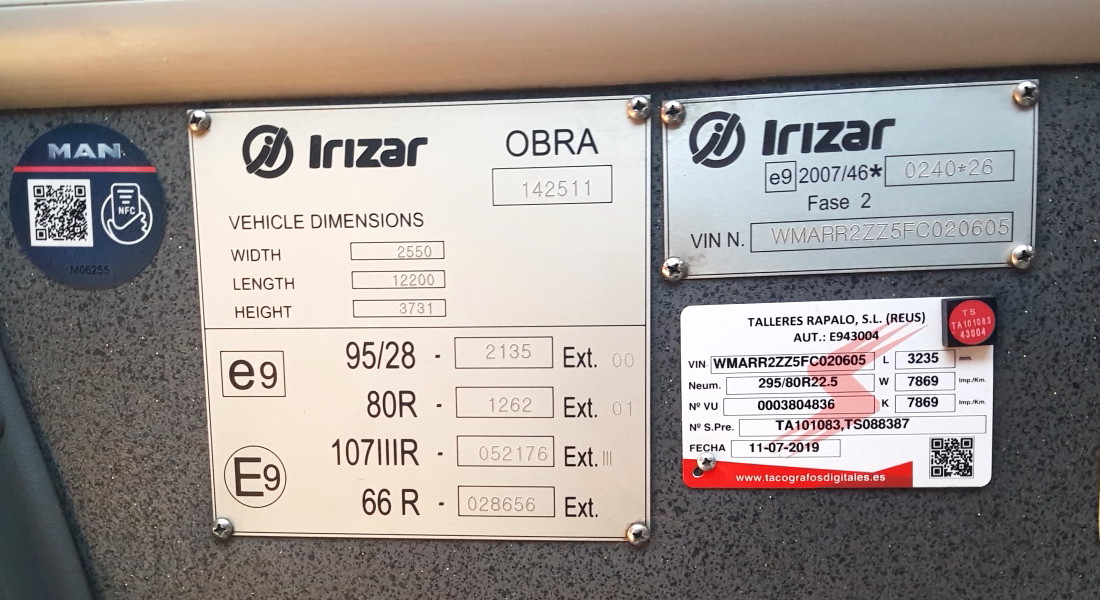 MAN
NFC
M06255
Irizar OBRA
142511
VEHICLE DIMENSIONS
WIDTH 2550
LENGTH 12200
HEIGHT 3731
e9 95/28 - 2135 Ext. 00
80R - 1262 Ext. 01
E9 107IIIR - 052176 Ext. III
66 R - 028656 Ext.
Irizar
e9 2007/46* 0240*26
Fase 2
VIN N. WMARR2ZZ5FC020605
TALLERES RAPALO, S.L. (REUS)
AUT.: E943004
TS
TA101083
43004
VIN WMARR2ZZ5FC020605 L 3235 mm.
Neum. 295/80R22.5 W 7869 Imp./Km.
Nº VU 0003804836 K 7869 Imp./Km.
Nº S.Pre. TA101083,TS088387
FECHA 11-07-2019
www.tacografosdigitales.es